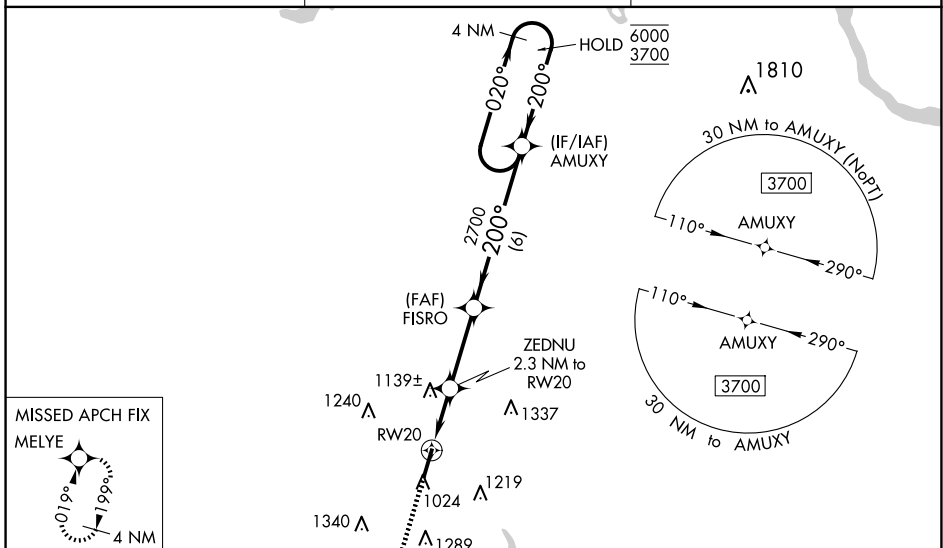 4 NM
HOLD
6000
3700
020°
200°
(IF/IAF)
AMUXY
2700
200°
(6)
(FAF)
FISRO
ZEDNU
2.3 NM to
RW20
1139±
1240
1337
RW20
1024
1219
1340
1289
1810
30 NM to AMUXY (NoPT)
3700
110°
AMUXY
290°
110°
AMUXY
290°
3700
30 NM to AMUXY
MISSED APCH FIX
MELYE
019°
199°
4 NM